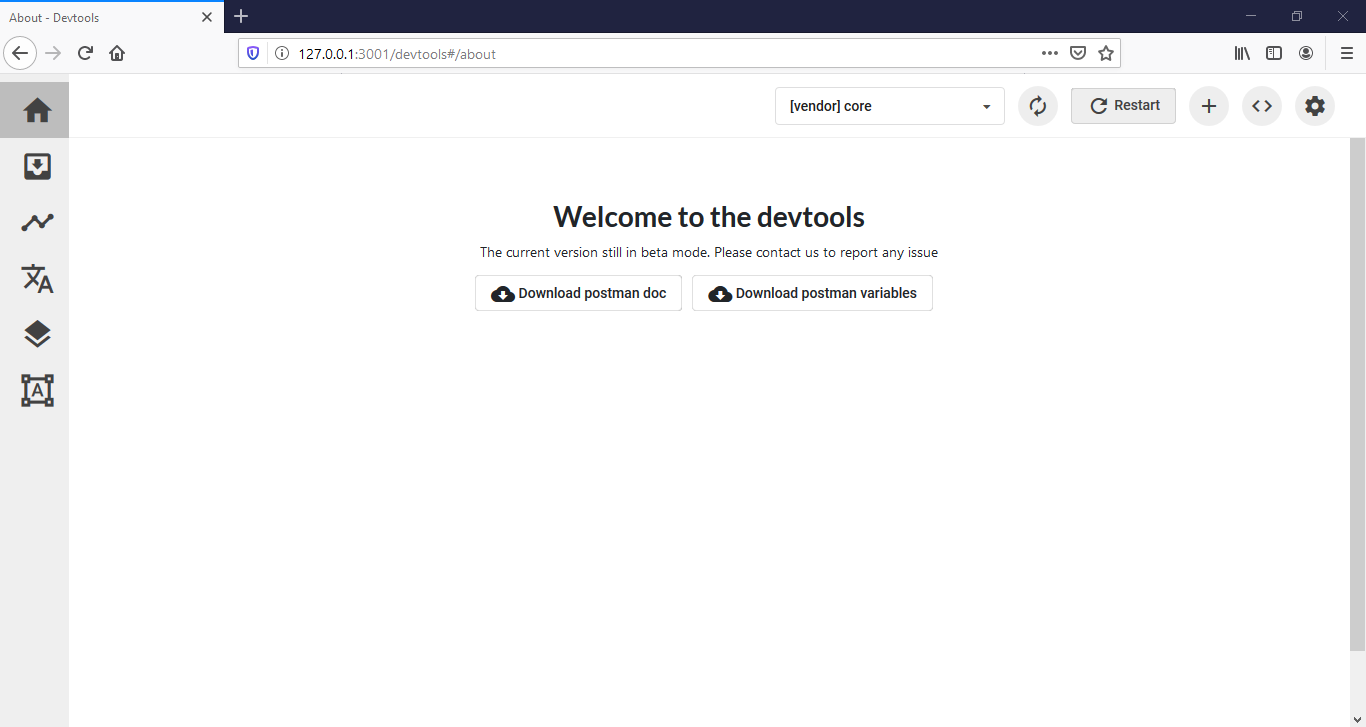 About - Devtools
127.0.0.1:3001/devtools#/about
[vendor] core
Restart
Welcome to the devtools
The current version still in beta mode. Please contact us to report any issue
Download postman doc
Download postman variables